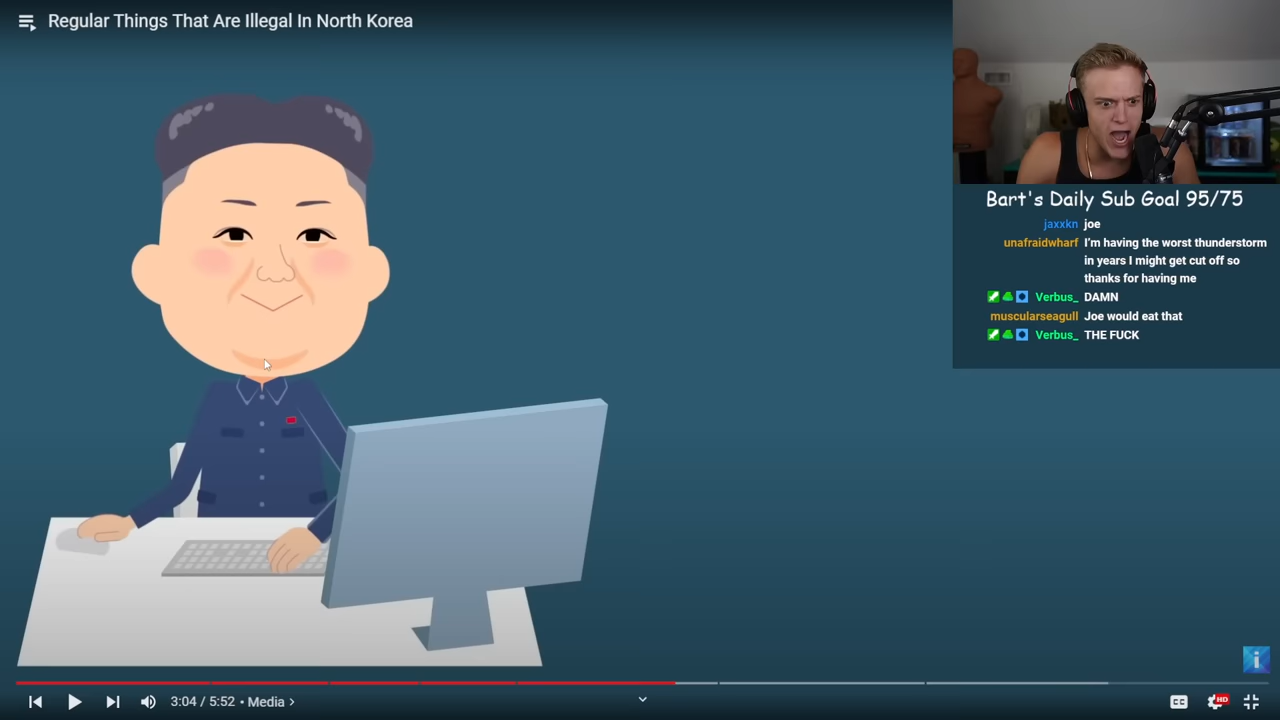 Regular Things That Are Illegal In North Korea
Bart's Daily Sub Goal 95/75
jaxxkn joe
unafraidwharf I'm having the worst thunderstorm
in years I might get cut off so
thanks for having me
Verbus_ DAMN
muscularseagull Joe would eat that
Verbus_ THE FUCK
3:04 / 5:52 • Media >
CC
HD